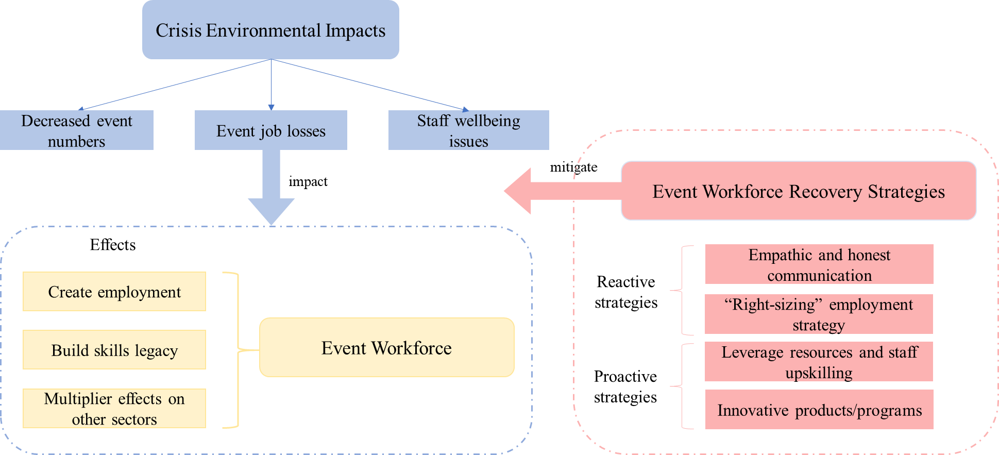 Crisis Environmental Impacts
Decreased event
numbers
Event job losses
Staff wellbeing
issues
impact
mitigate
Event Workforce Recovery Strategies
Effects
Create employment
Build skills legacy
Multiplier effects on
other sectors
Event Workforce
Reactive
strategies
Empathic and honest
communication
“Right-sizing” employment
strategy
Proactive
strategies
Leverage resources and staff
upskilling
Innovative products/programs